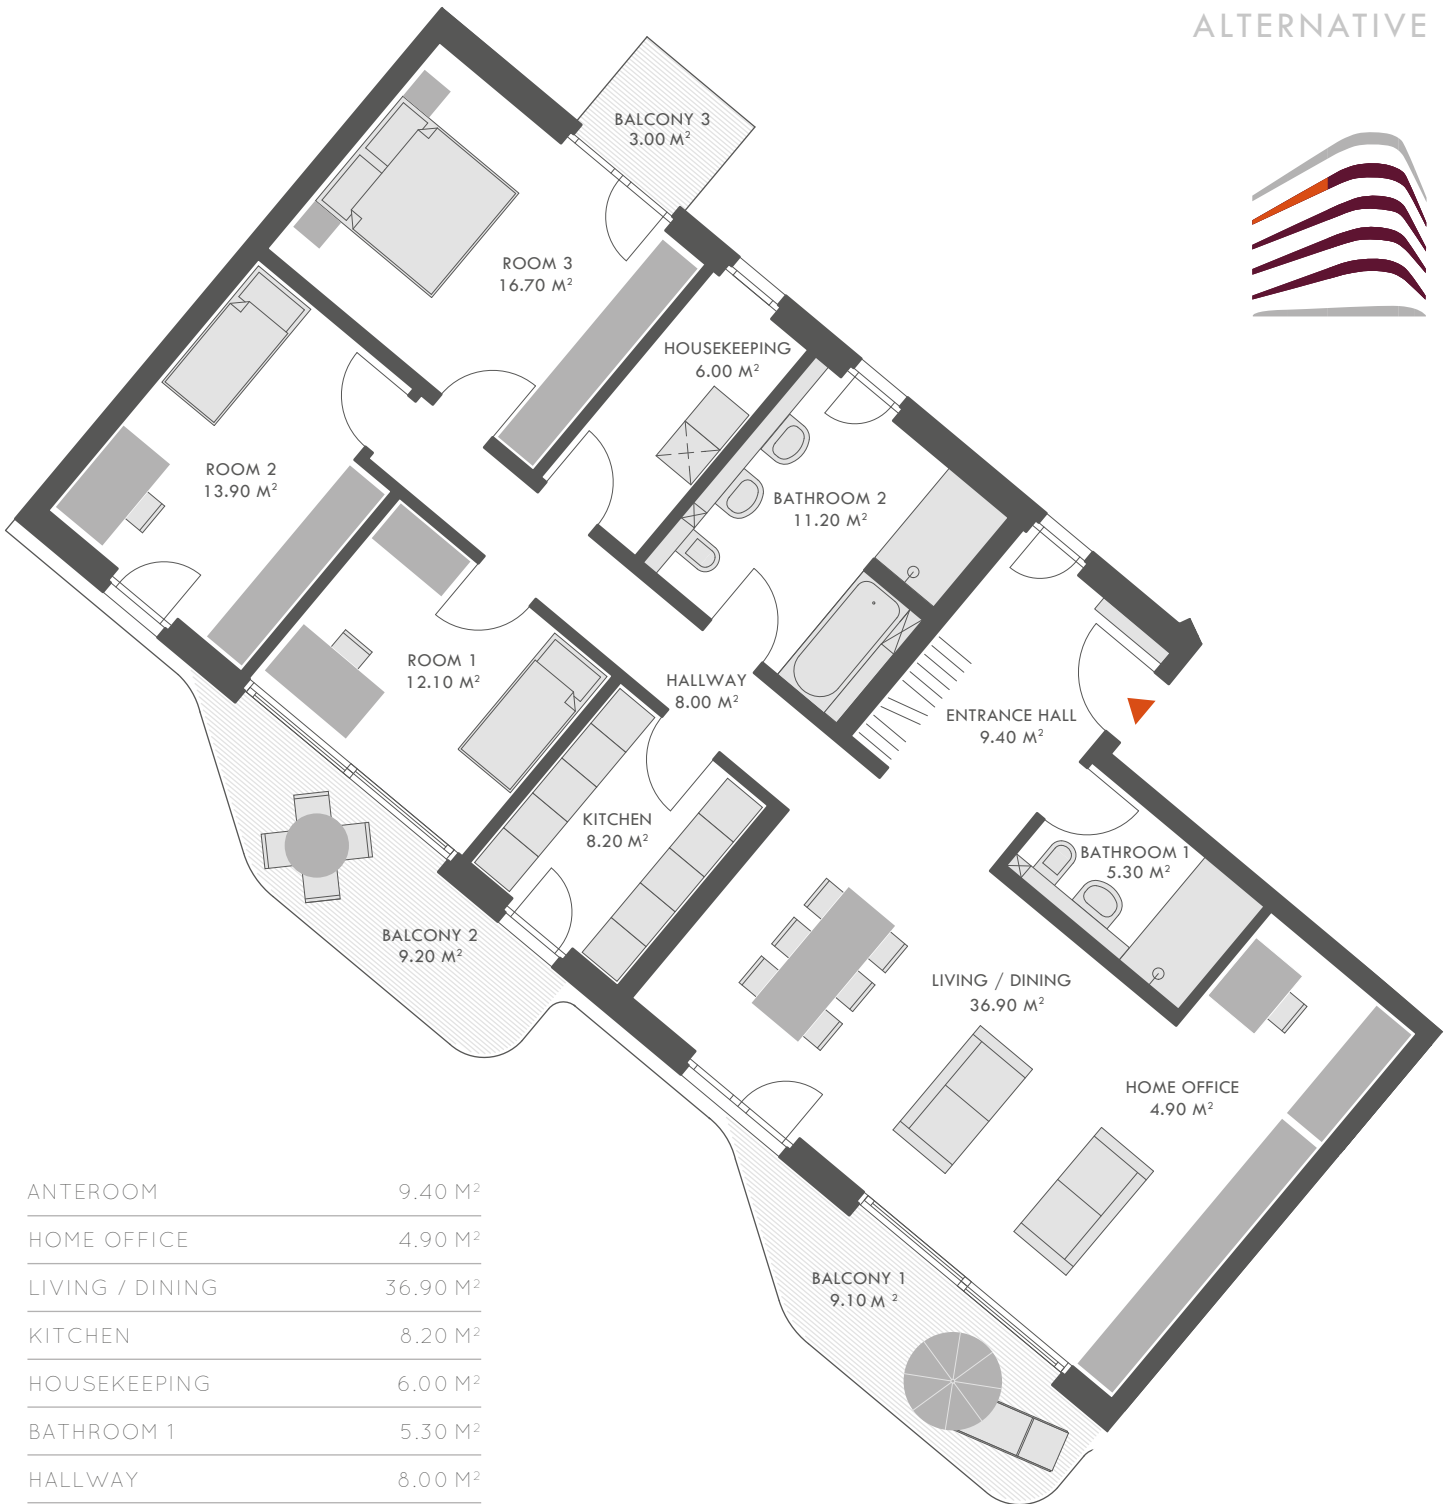 ALTERNATIVE
BALCONY 3
3.00 M²
ROOM 3
16.70 M²
HOUSEKEEPING
6.00 M²
ROOM 2
13.90 M²
BATHROOM 2
11.20 M²
ROOM 1
12.10 M²
HALLWAY
8.00 M²
ENTRANCE HALL
9.40 M²
KITCHEN
8.20 M²
BATHROOM 1
5.30 M²
BALCONY 2
9.20 M²
LIVING / DINING
36.90 M²
HOME OFFICE
4.90 M²
BALCONY 1
9.10 M²
ANTEROOM 9.40 M²
HOME OFFICE 4.90 M²
LIVING / DINING 36.90 M²
KITCHEN 8.20 M²
HOUSEKEEPING 6.00 M²
BATHROOM 1 5.30 M²
HALLWAY 8.00 M²